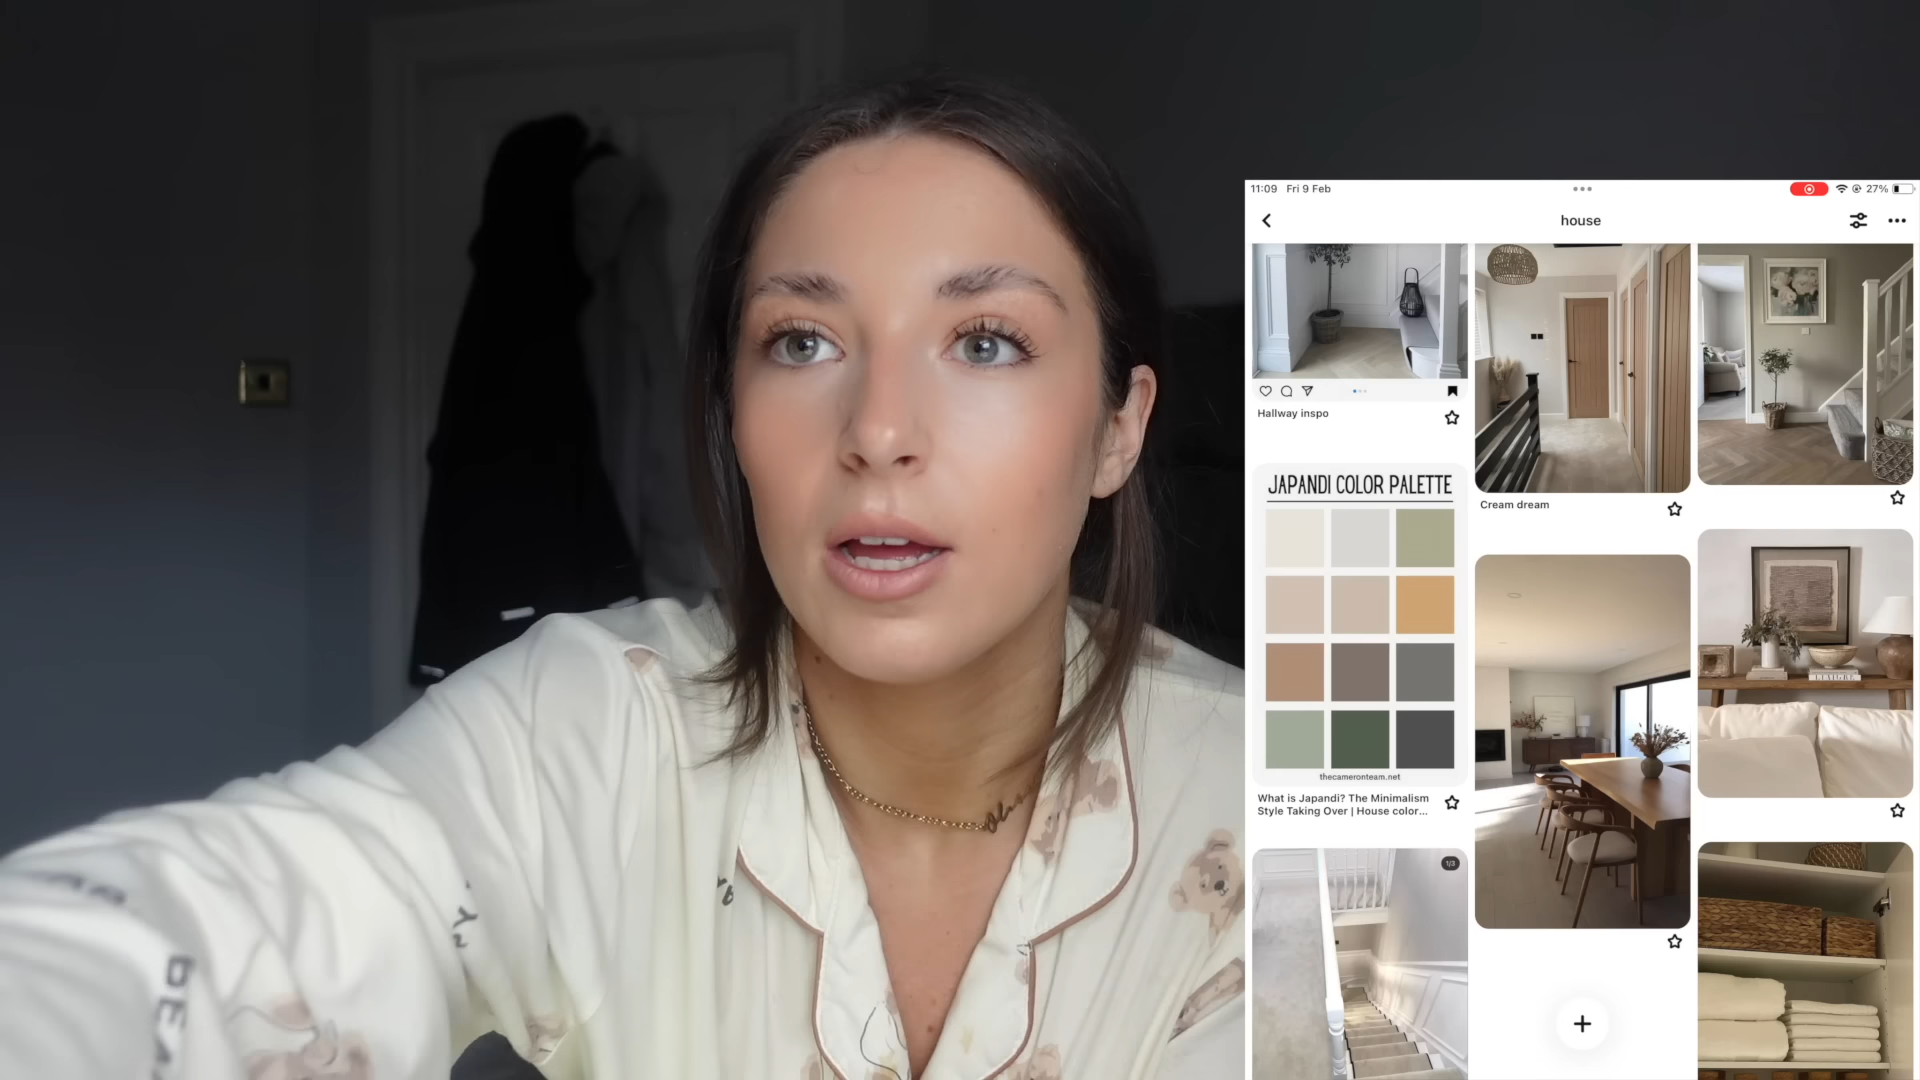 11:09 Fri 9 Feb
27%
house
Hallway inspo
JAPANDI COLOR PALETTE
thecameronteam.net
What is Japandi? The Minimalism
Style Taking Over | House color...
1/3
Cream dream